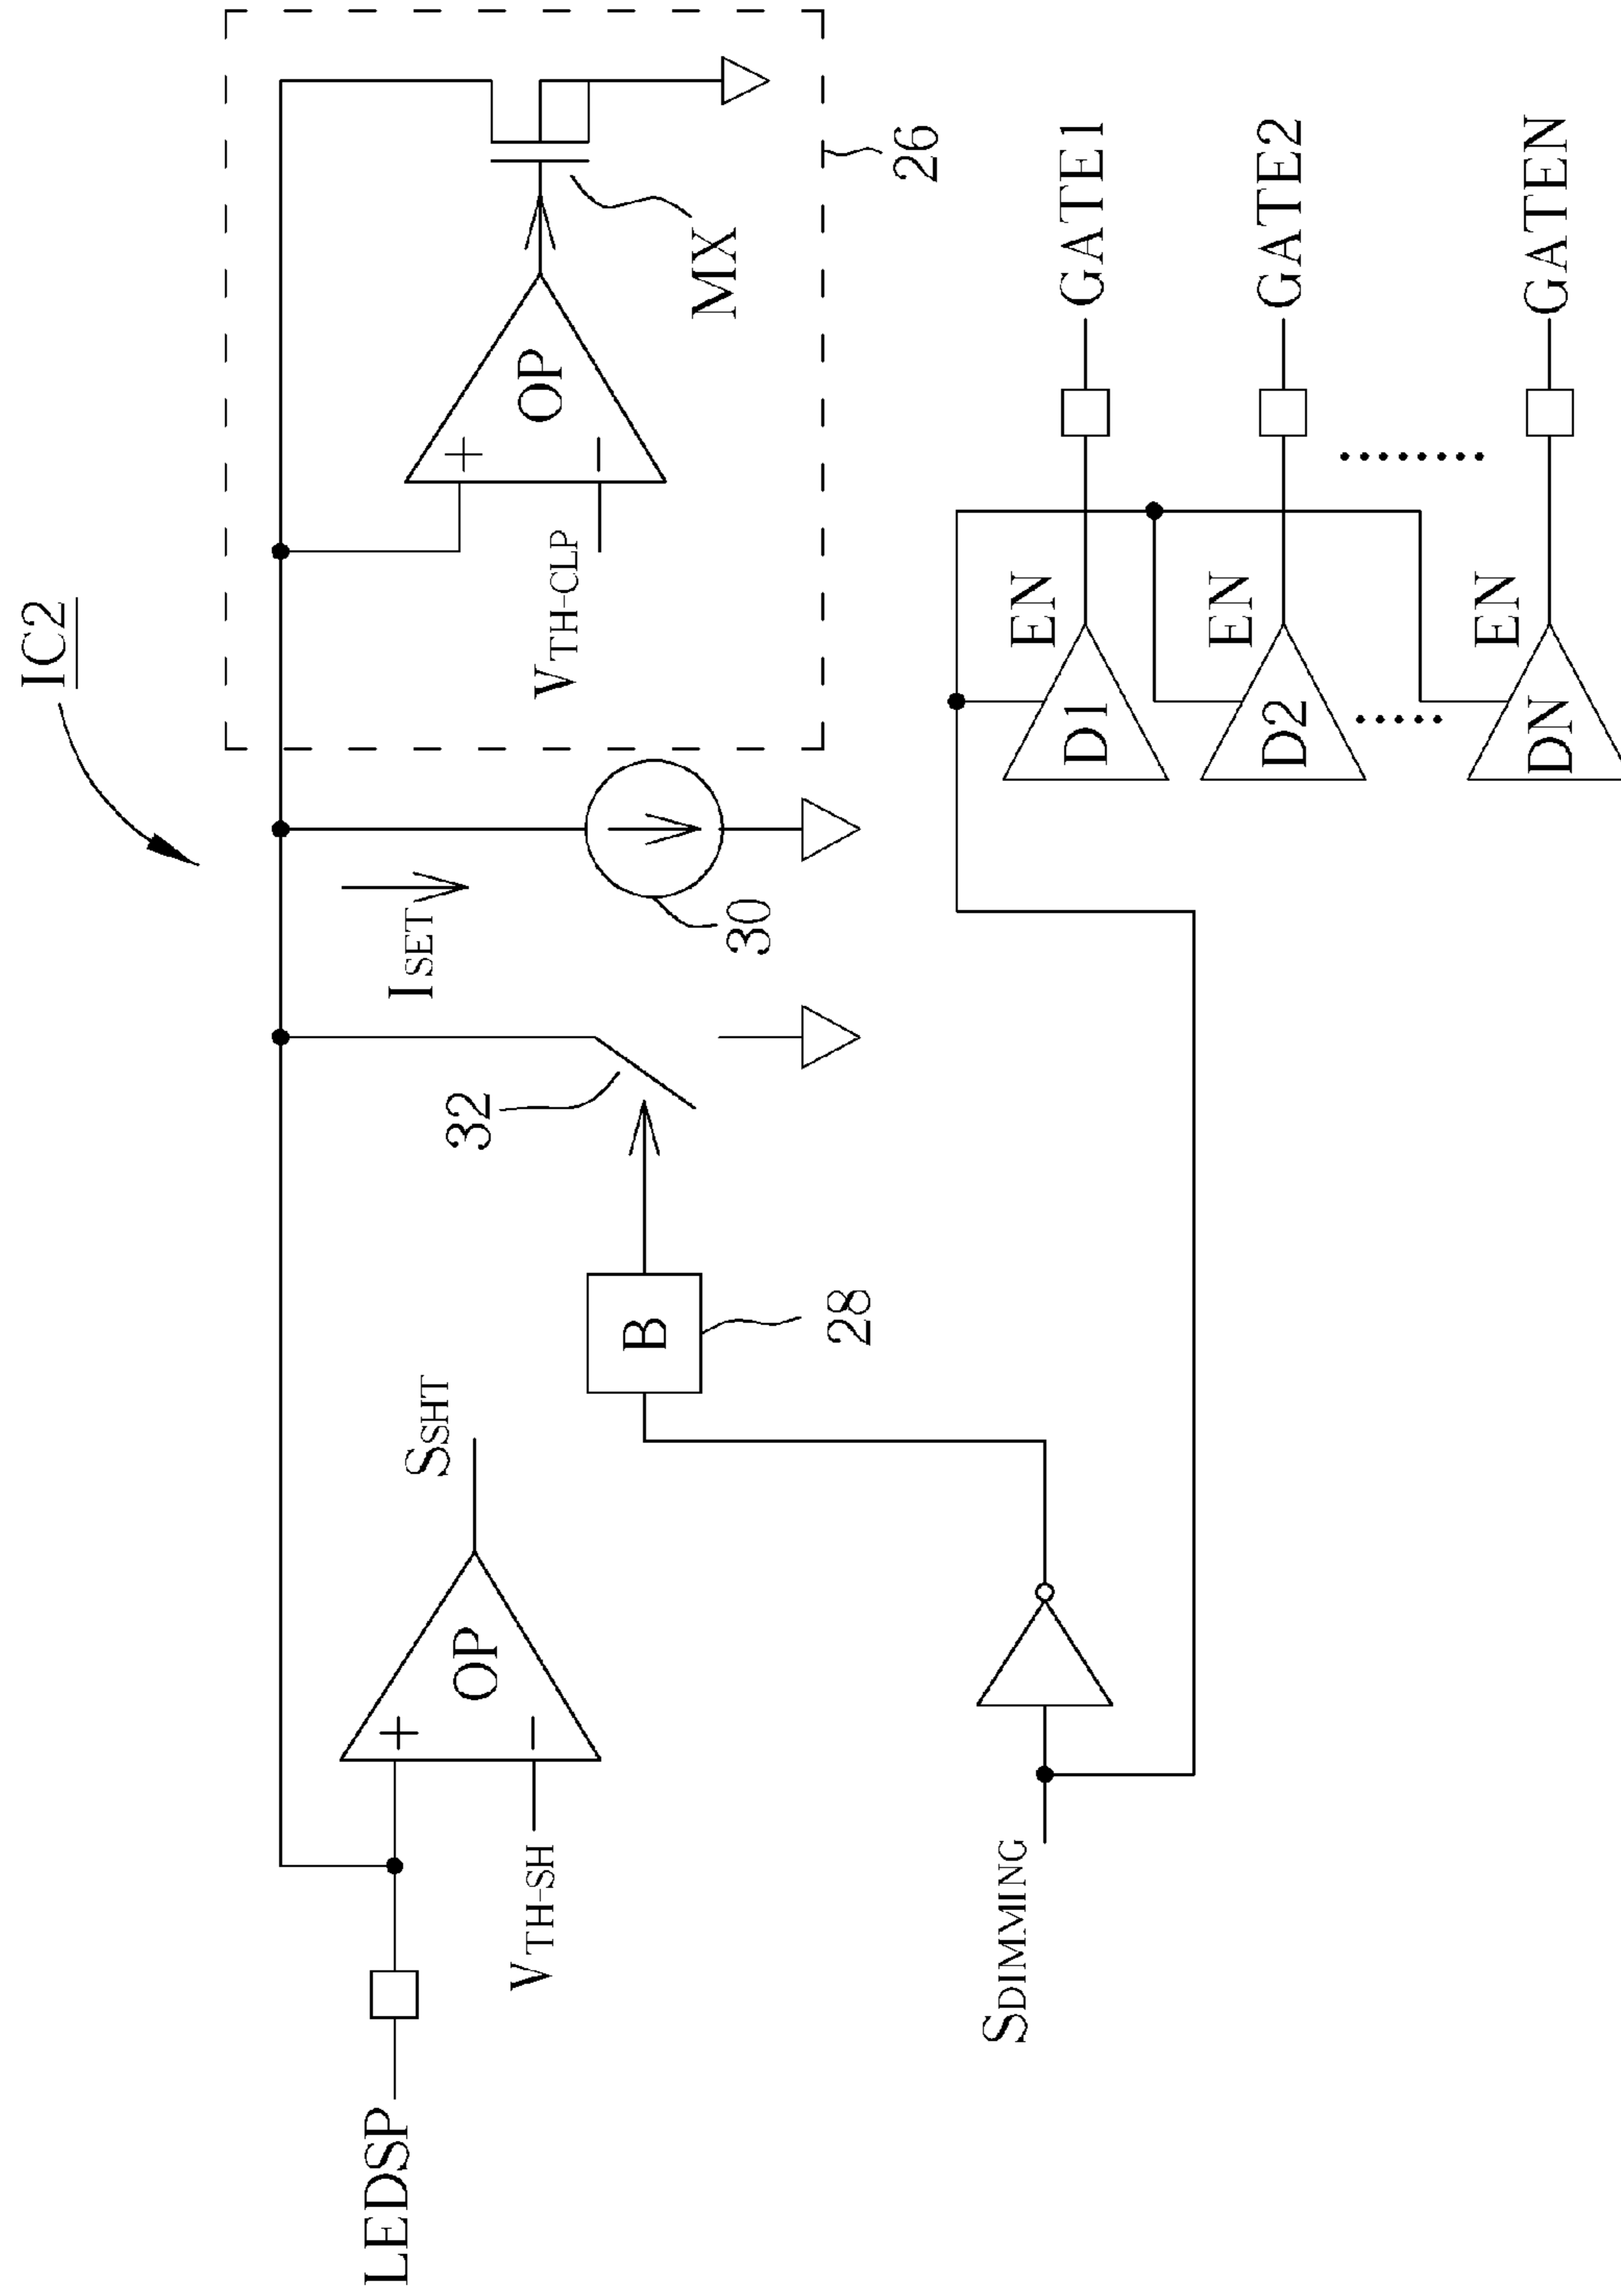 IC2
LEDSP
+
−
OP
VTH-SH
SSHT
ISET
30
32
B
28
+
−
OP
VTH-CLP
MX
26
SDIMMING
D1
EN
GATE1
D2
EN
GATE2
DN
EN
GATEN